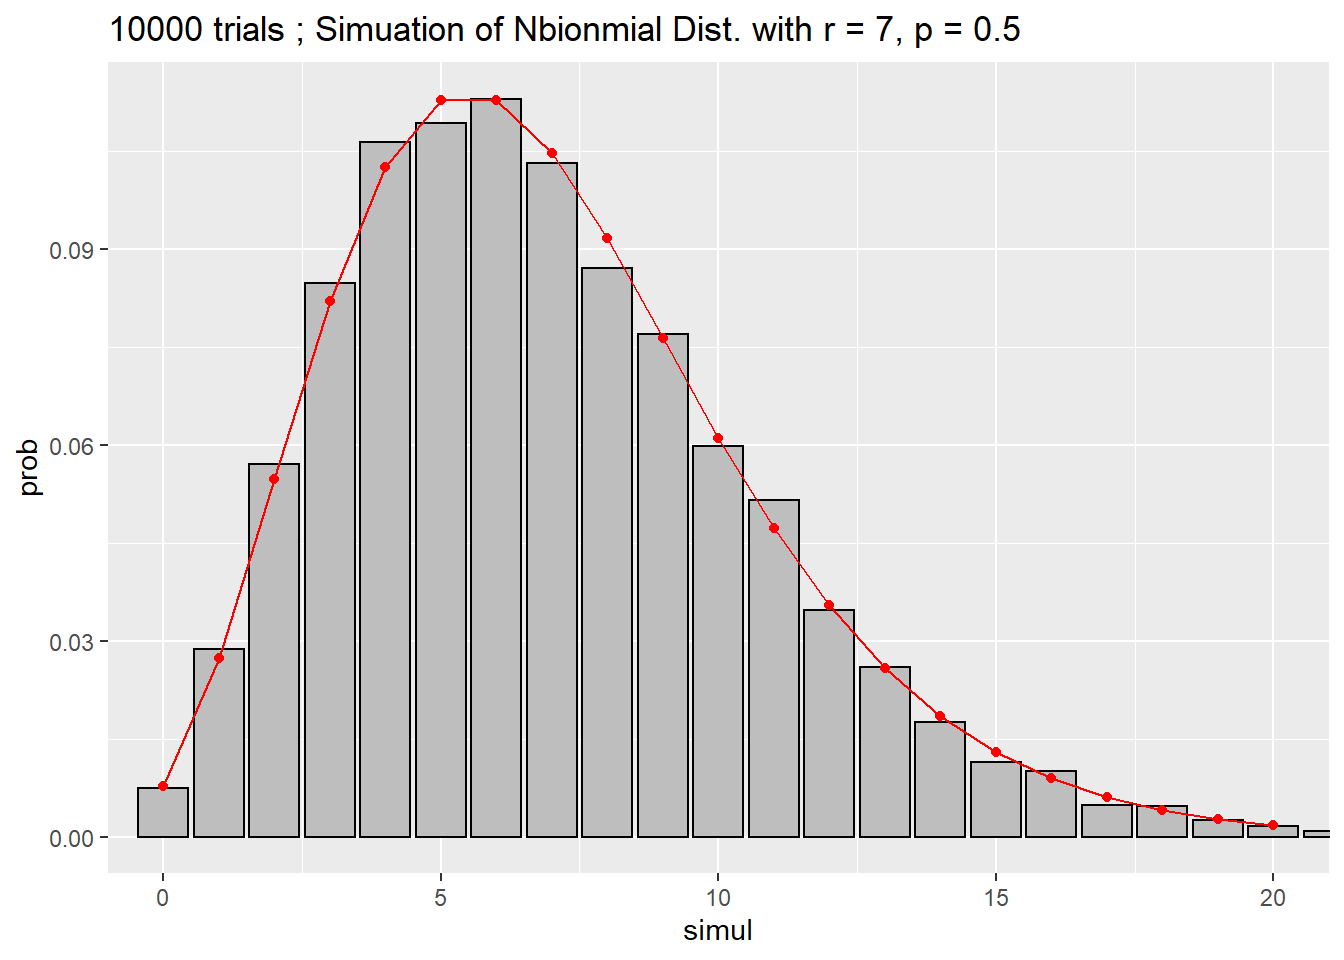 10000 trials ; Simuation of Nbionmial Dist. with r = 7, p = 0.5
prob
0.09
0.06
0.03
0.00
0 5 10 15 20
simul